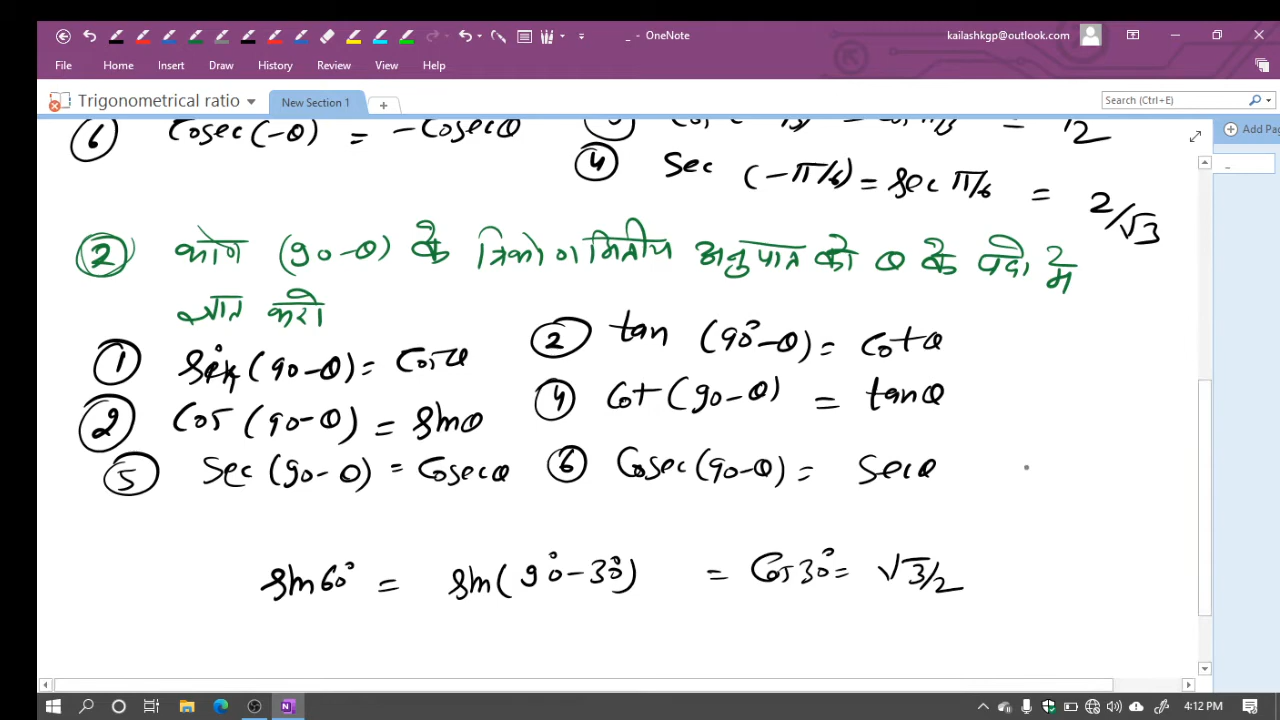 _ - OneNote
kailashkgp@outlook.com
File Home Insert Draw History Review View Help
Trigonometrical ratio
New Section 1
Search (Ctrl+E)
Add Pag
⑥ Cosec(-θ) = -Cosecθ
④ Sec (-π/6) = sec π/6 = 2/√3
② कोण (90-θ) के त्रिकोणमितीय अनुपात को θ के पदो में
ज्ञात करो
① sin(90-θ) = Cosθ
② tan (90°-θ) = Cotθ
② Cos (90-θ) = sinθ
④ Cot (90-θ) = tanθ
⑤ Sec (90-θ) = Cosecθ
⑥ Cosec (90-θ) = Secθ
sin60° = sin(90°-30°) = Cos30° = √3/2
4:12 PM